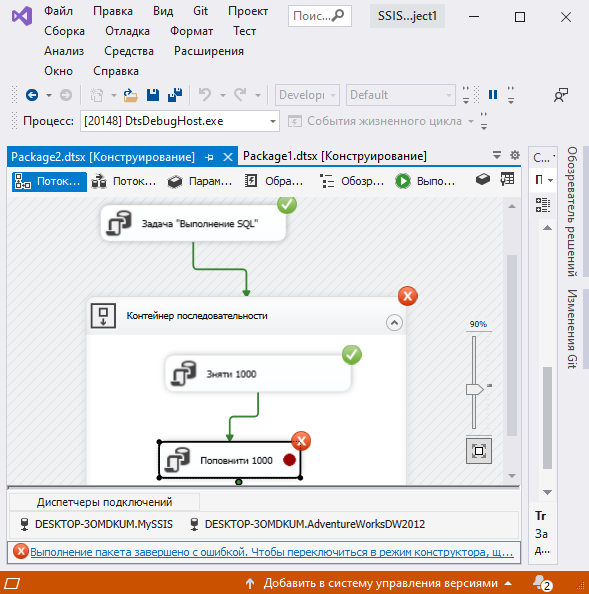 Файл Правка Вид Git Проект
Сборка Отладка Формат Тест
Анализ Средства Расширения
Окно Справка
Поис...
SSIS...ject1
Develop
Default
Процесс: [20148] DtsDebugHost.exe
События жизненного цикла
Package2.dtsx [Конструирование]
Package1.dtsx [Конструирование]
С...
Поток...
Поток...
Парам...
Обра...
Обозр...
Выпо...
П
Задача "Выполнение SQL"
Контейнер последовательности
90%
Зняти 1000
Поповнити 1000
Обозреватель решений
Изменения Git
Диспетчеры подключений
DESKTOP-3OMDKUM.MySSIS
DESKTOP-3OMDKUM.AdventureWorksDW2012
Tr
За
д...
Выполнение пакета завершено с ошибкой. Чтобы переключиться в режим конструктора, щ...
Добавить в систему управления версиями
2